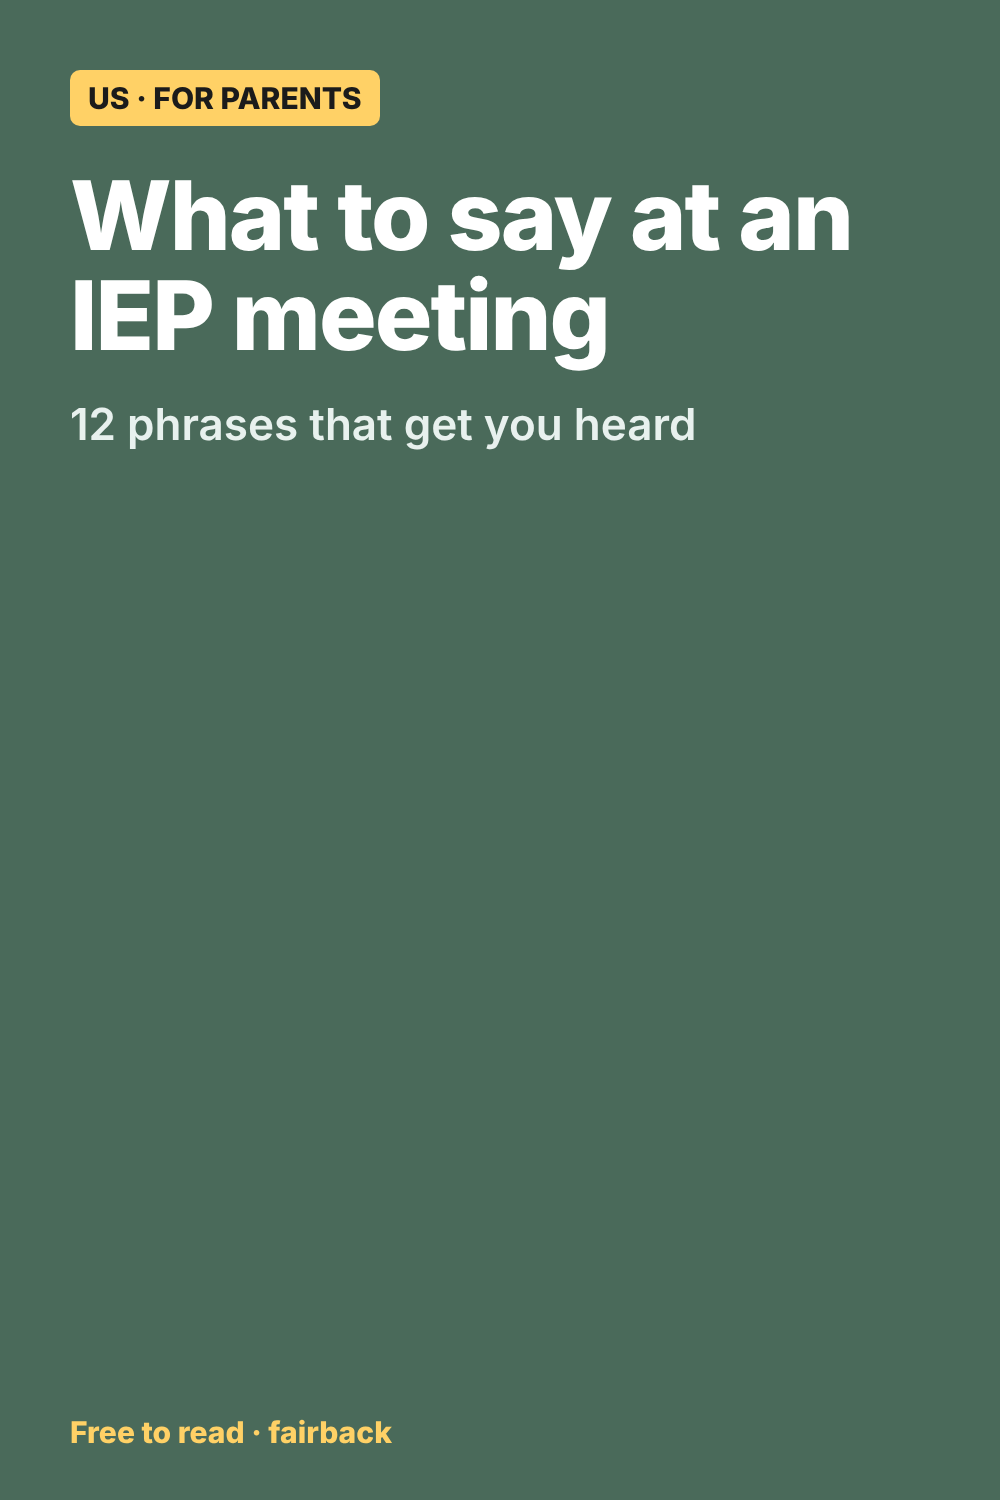 US · FOR PARENTS
What to say at an
IEP meeting
12 phrases that get you heard
Free to read · fairback